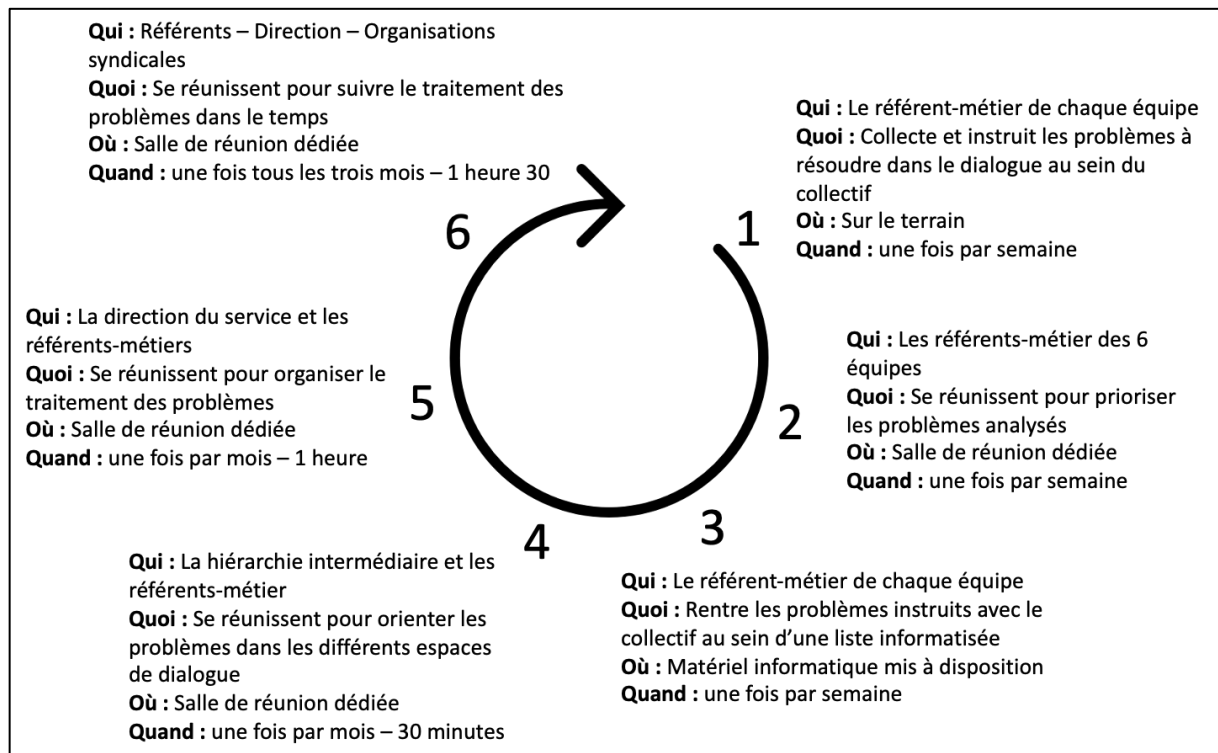 1
Qui : Le référent-métier de chaque équipe
Quoi : Collecte et instruit les problèmes à
résoudre dans le dialogue au sein du
collectif
Où : Sur le terrain
Quand : une fois par semaine
2
Qui : Les référents-métier des 6
équipes
Quoi : Se réunissent pour prioriser
les problèmes analysés
Où : Salle de réunion dédiée
Quand : une fois par semaine
3
Qui : Le référent-métier de chaque équipe
Quoi : Rentre les problèmes instruits avec le
collectif au sein d’une liste informatisée
Où : Matériel informatique mis à disposition
Quand : une fois par semaine
4
Qui : La hiérarchie intermédiaire et les
référents-métier
Quoi : Se réunissent pour orienter les
problèmes dans les différents espaces
de dialogue
Où : Salle de réunion dédiée
Quand : une fois par mois – 30 minutes
5
Qui : La direction du service et les
référents-métiers
Quoi : Se réunissent pour organiser le
traitement des problèmes
Où : Salle de réunion dédiée
Quand : une fois par mois – 1 heure
6
Qui : Référents – Direction – Organisations
syndicales
Quoi : Se réunissent pour suivre le traitement des
problèmes dans le temps
Où : Salle de réunion dédiée
Quand : une fois tous les trois mois – 1 heure 30